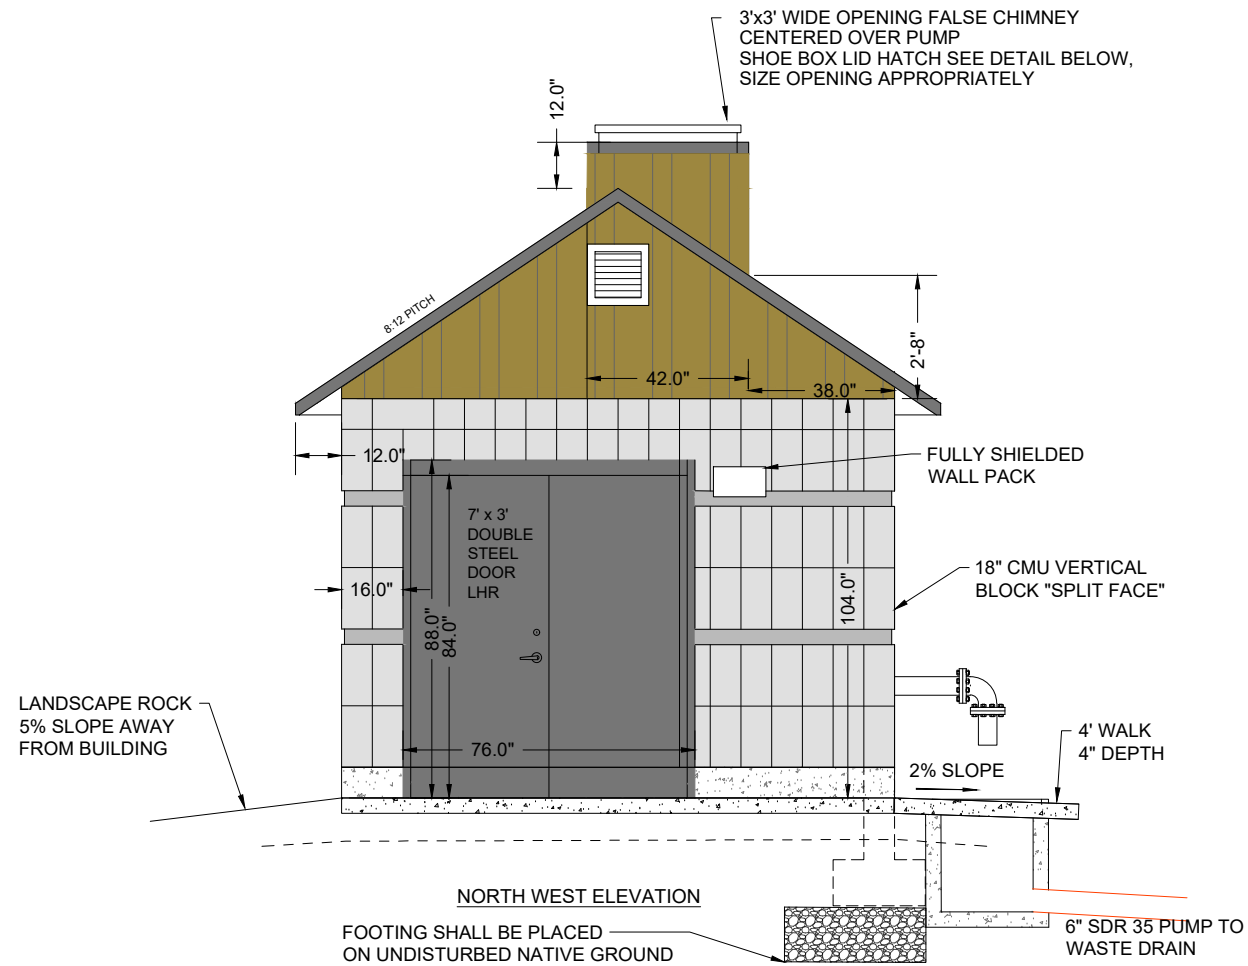 3'x3' WIDE OPENING FALSE CHIMNEY
CENTERED OVER PUMP
SHOE BOX LID HATCH SEE DETAIL BELOW,
SIZE OPENING APPROPRIATELY
12.0"
8:12 PITCH
2'-8"
42.0"
38.0"
12.0"
FULLY SHIELDED
WALL PACK
7' x 3'
DOUBLE
STEEL
DOOR
LHR
16.0"
88.0"
84.0"
104.0"
18" CMU VERTICAL
BLOCK "SPLIT FACE"
LANDSCAPE ROCK
5% SLOPE AWAY
FROM BUILDING
76.0"
2% SLOPE
4' WALK
4" DEPTH
NORTH WEST ELEVATION
FOOTING SHALL BE PLACED
ON UNDISTURBED NATIVE GROUND
6" SDR 35 PUMP TO
WASTE DRAIN